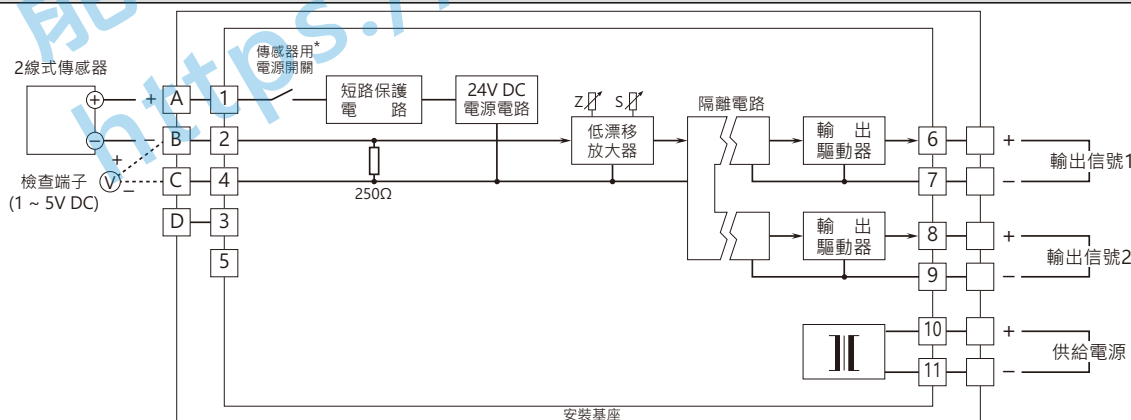 能
https://
2線式傳感器
傳感器用*
電源開關
+
A
1
短路保護
電 路
24V DC
電源電路
Z
S
隔離電路
−
B
2
低漂移
放大器
輸 出
驅動器
6
+
輸出信號1
+
檢查端子
(1 ~ 5V DC)
V
−
C
4
250Ω
7
−
D
3
輸 出
驅動器
8
+
輸出信號2
5
9
−
10
+
供給電源
11
−
安裝基座